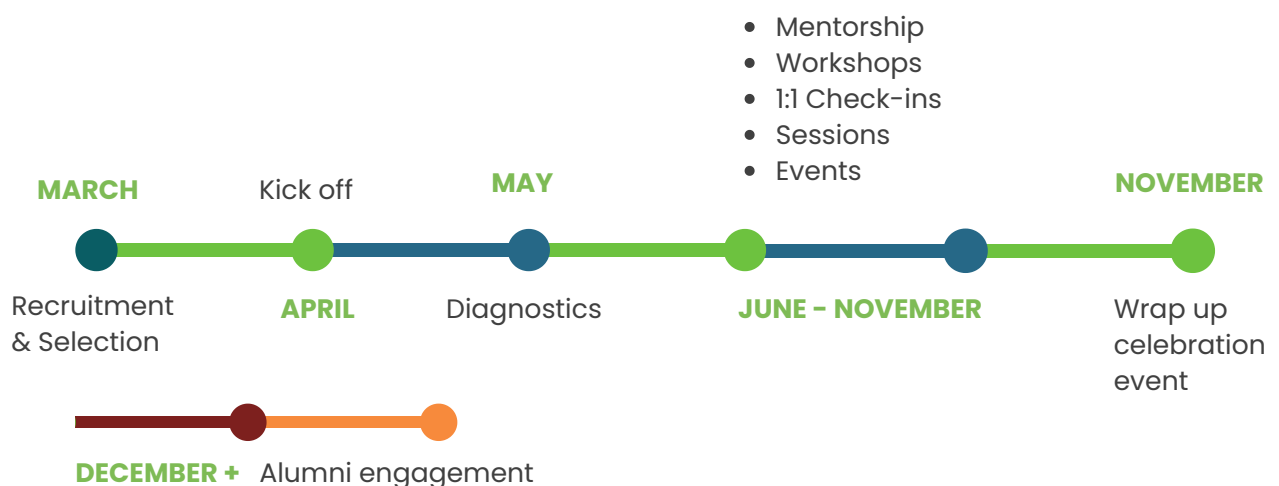 • Mentorship
• Workshops
• 1:1 Check-ins
• Sessions
• Events
MARCH
Recruitment
& Selection
Kick off
APRIL
MAY
Diagnostics
JUNE - NOVEMBER
NOVEMBER
Wrap up
celebration
event
DECEMBER + Alumni engagement